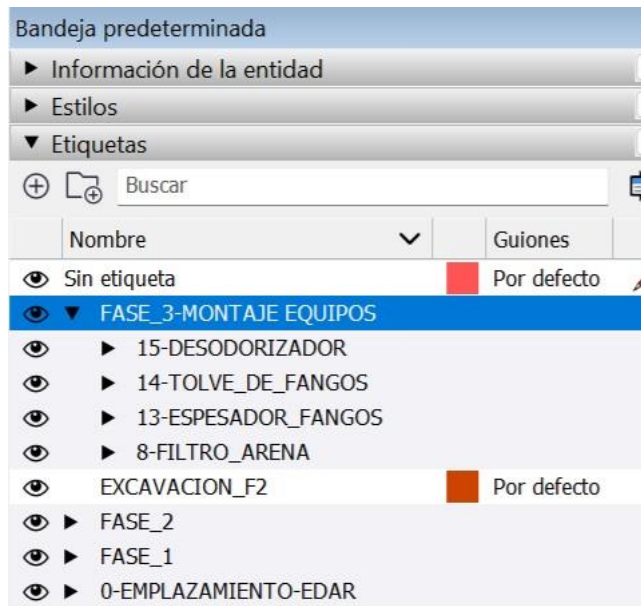 Bandeja predeterminada
Información de la entidad
Estilos
Etiquetas
Buscar
Nombre Guiones
Sin etiqueta Por defecto
FASE_3-MONTAJE EQUIPOS
15-DESODORIZADOR
14-TOLVE_DE_FANGOS
13-ESPESADOR_FANGOS
8-FILTRO_ARENA
EXCAVACION_F2 Por defecto
FASE_2
FASE_1
0-EMPLAZAMIENTO-EDAR